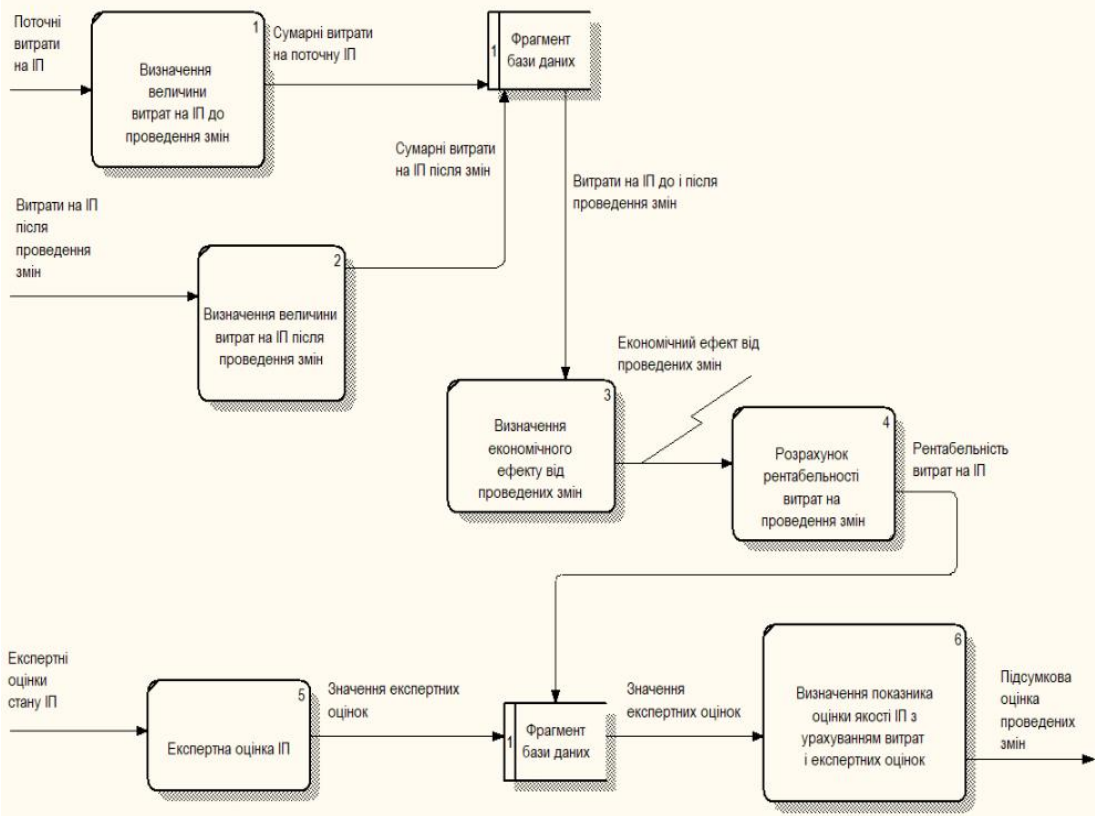 Поточні
витрати
на ІП
1
Визначення
величини
витрат на ІП до
проведення змін
Сумарні витрати
на поточну ІП
1
Фрагмент
бази даних
Сумарні витрати
на ІП після змін
Витрати на ІП до і після
проведення змін
Витрати на ІП
після
проведення
змін
2
Визначення величини
витрат на ІП після
проведення змін
Економічний ефект від
проведених змін
3
Визначення
економічного
ефекту від
проведених змін
4
Розрахунок
рентабельності
витрат на
проведення змін
Рентабельність
витрат на ІП
Експертні
оцінки
стану ІП
5
Експертна оцінка ІП
Значення експертних
оцінок
1
Фрагмент
бази даних
Значення
експертних оцінок
6
Визначення показника
оцінки якості ІП з
урахуванням витрат
і експертних оцінок
Підсумкова
оцінка
проведених
змін